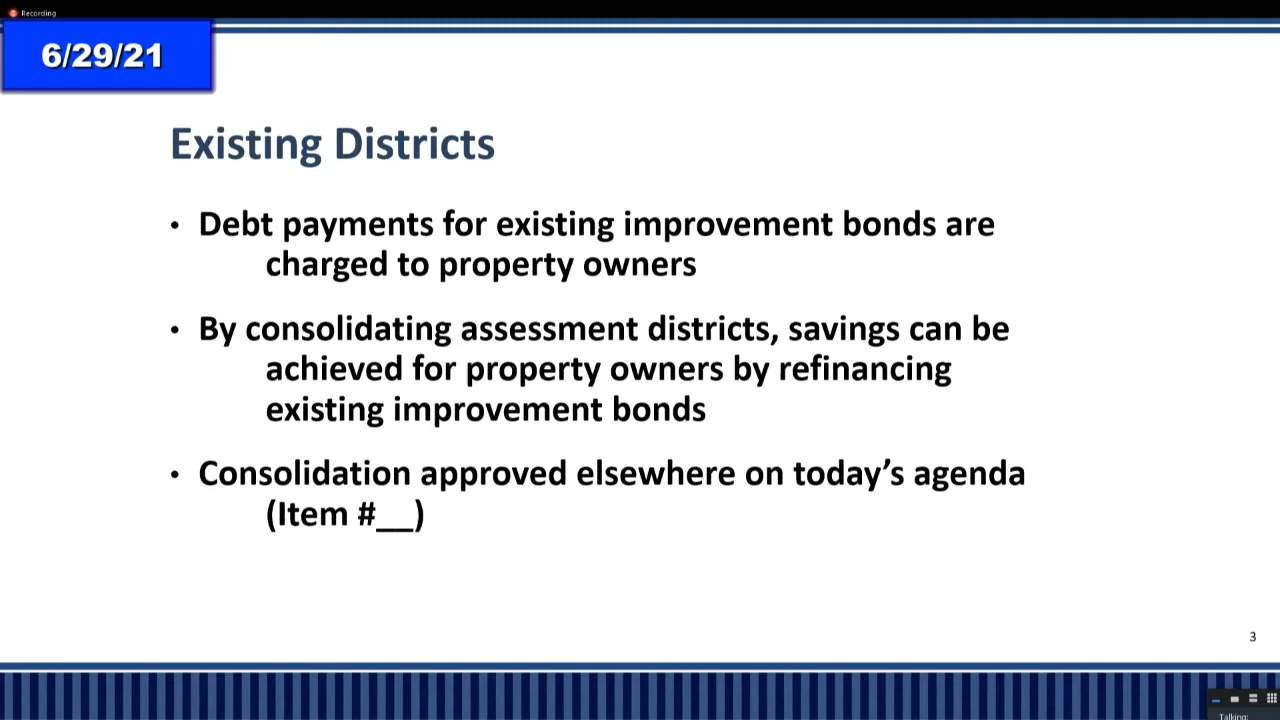 Recording
6/29/21
Existing Districts
• Debt payments for existing improvement bonds are
charged to property owners
• By consolidating assessment districts, savings can be
achieved for property owners by refinancing
existing improvement bonds
• Consolidation approved elsewhere on today’s agenda
(Item #__)
3
Talking: